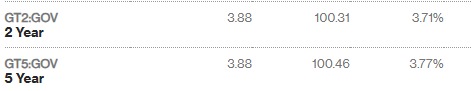 GT2:GOV 3.88 100.31 3.71%
2 Year
GT5:GOV 3.88 100.46 3.77%
5 Year